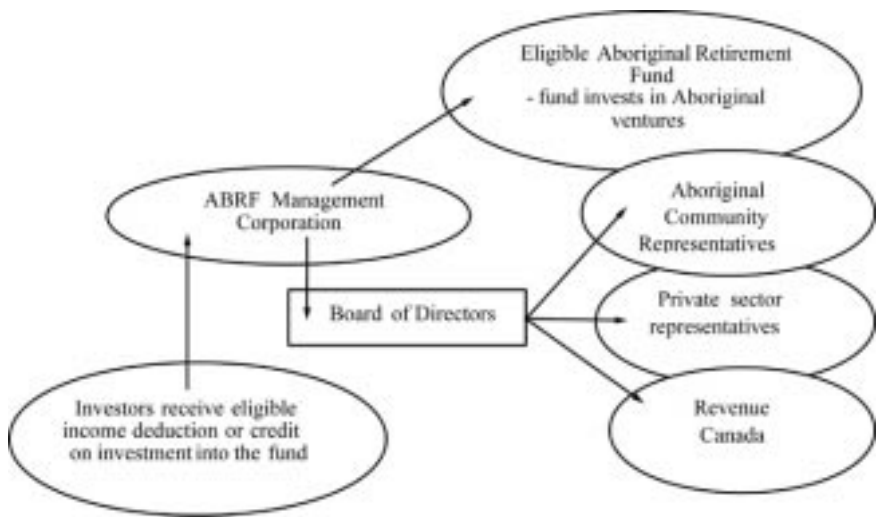 Eligible Aboriginal Retirement
Fund
- fund invests in Aboriginal
ventures
ABRF Management
Corporation
Aboriginal
Community
Representatives
Board of Directors
Private sector
representatives
Investors receive eligible
income deduction or credit
on investment into the fund
Revenue
Canada